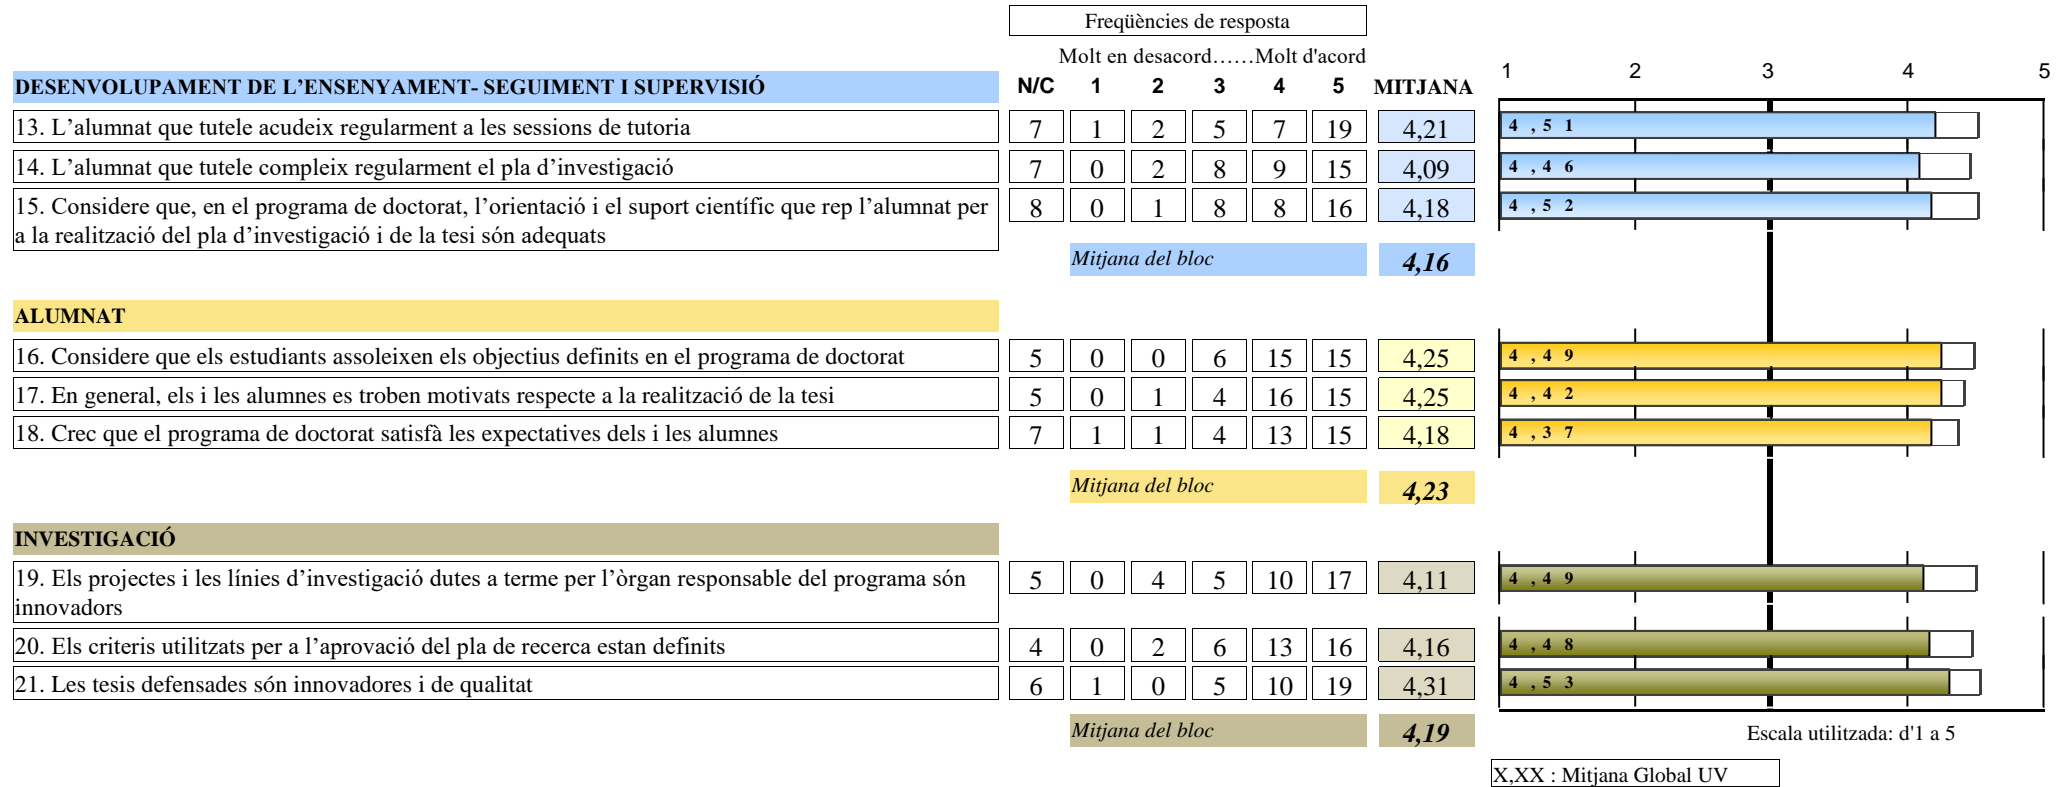 Freqüències de resposta
Molt en desacord……Molt d'acord
DESENVOLUPAMENT DE L’ENSENYAMENT- SEGUIMENT I SUPERVISIÓ N/C 1 2 3 4 5 MITJANA 1 2 3 4 5
13. L’alumnat que tutele acudeix regularment a les sessions de tutoria 7 1 2 5 7 19 4,21 4,51
14. L’alumnat que tutele compleix regularment el pla d’investigació 7 0 2 8 9 15 4,09 4,46
15. Considere que, en el programa de doctorat, l’orientació i el suport científic que rep l’alumnat per 8 0 1 8 8 16 4,18 4,52
a la realització del pla d’investigació i de la tesi són adequats
Mitjana del bloc 4,16
ALUMNAT
16. Considere que els estudiants assoleixen els objectius definits en el programa de doctorat 5 0 0 6 15 15 4,25 4,49
17. En general, els i les alumnes es troben motivats respecte a la realització de la tesi 5 0 1 4 16 15 4,25 4,42
18. Crec que el programa de doctorat satisfà les expectatives dels i les alumnes 7 1 1 4 13 15 4,18 4,37
Mitjana del bloc 4,23
INVESTIGACIÓ
19. Els projectes i les línies d’investigació dutes a terme per l’òrgan responsable del programa són 5 0 4 5 10 17 4,11 4,49
innovadors
20. Els criteris utilitzats per a l’aprovació del pla de recerca estan definits 4 0 2 6 13 16 4,16 4,48
21. Les tesis defensades són innovadores i de qualitat 6 1 0 5 10 19 4,31 4,53
Mitjana del bloc 4,19
Escala utilitzada: d'1 a 5
X,XX : Mitjana Global UV